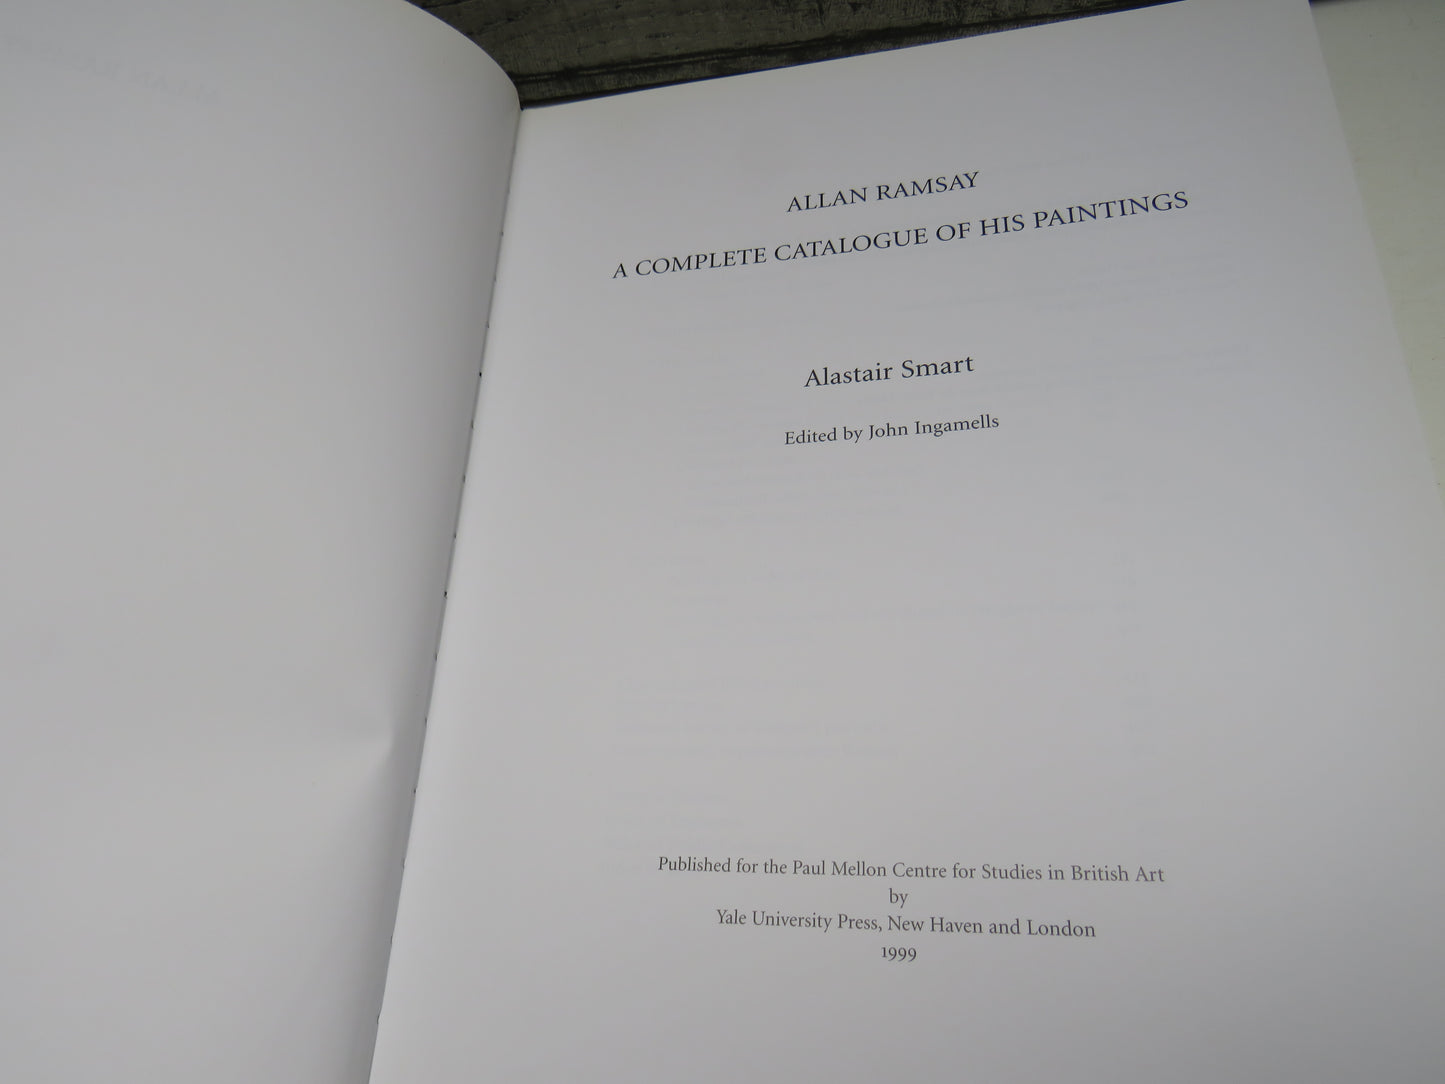 ALLAN RAMSAY
A COMPLETE CATALOGUE OF HIS PAINTINGS
Alastair Smart
Edited by John Ingamells
Published for the Paul Mellon Centre for Studies in British Art
by
Yale University Press, New Haven and London
1999